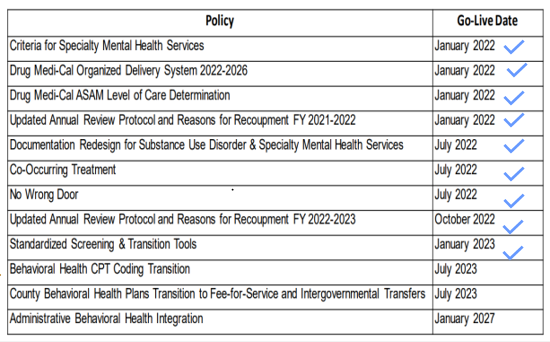 Policy Go-Live Date
Criteria for Specialty Mental Health Services January 2022
Drug Medi-Cal Organized Delivery System 2022-2026 January 2022
Drug Medi-Cal ASAM Level of Care Determination January 2022
Updated Annual Review Protocol and Reasons for Recoupment FY 2021-2022 January 2022
Documentation Redesign for Substance Use Disorder & Specialty Mental Health Services July 2022
Co-Occurring Treatment July 2022
No Wrong Door July 2022
Updated Annual Review Protocol and Reasons for Recoupment FY 2022-2023 October 2022
Standardized Screening & Transition Tools January 2023
Behavioral Health CPT Coding Transition July 2023
County Behavioral Health Plans Transition to Fee-for-Service and Intergovernmental Transfers July 2023
Administrative Behavioral Health Integration January 2027